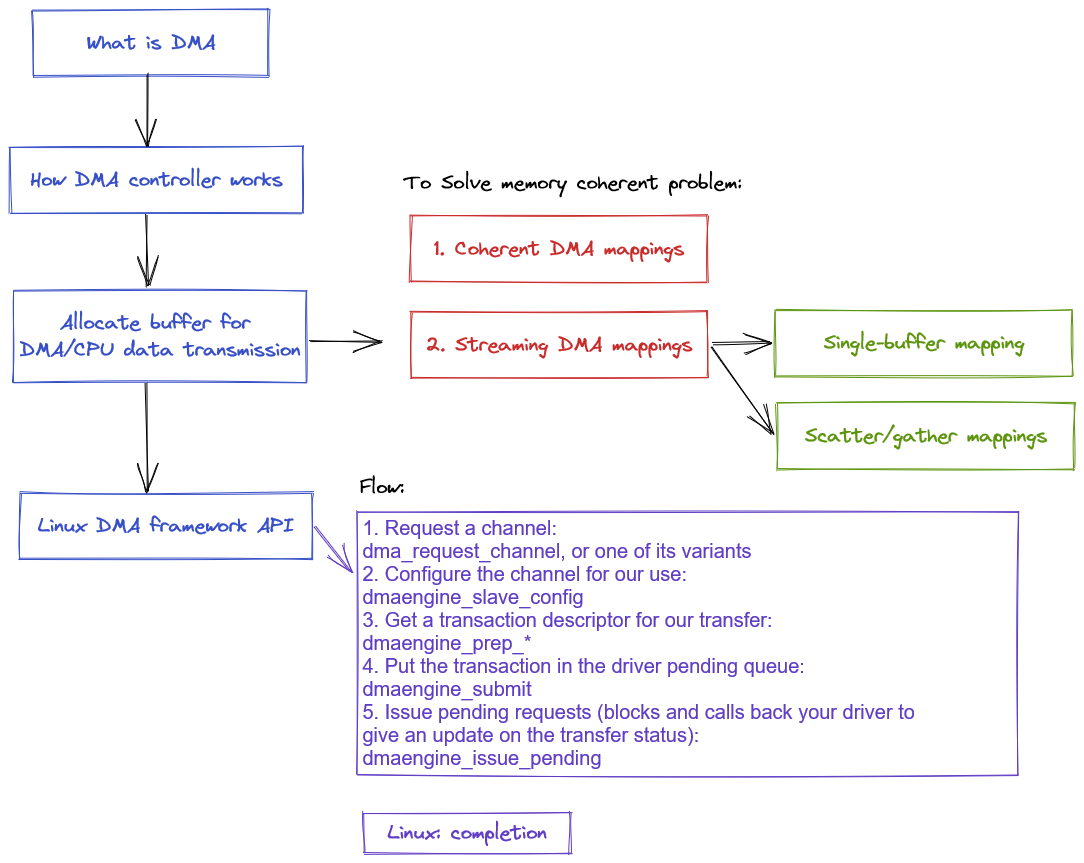 What is DMA
How DMA controller works
To Solve memory coherent problem:
1. Coherent DMA mappings
Allocate buffer for
DMA/CPU data transmission
2. Streaming DMA mappings
Single-buffer mapping
Scatter/gather mappings
Linux DMA framework API
Flow:
1. Request a channel:
dma_request_channel, or one of its variants
2. Configure the channel for our use:
dmaengine_slave_config
3. Get a transaction descriptor for our transfer:
dmaengine_prep_*
4. Put the transaction in the driver pending queue:
dmaengine_submit
5. Issue pending requests (blocks and calls back your driver to
give an update on the transfer status):
dmaengine_issue_pending
Linux: completion